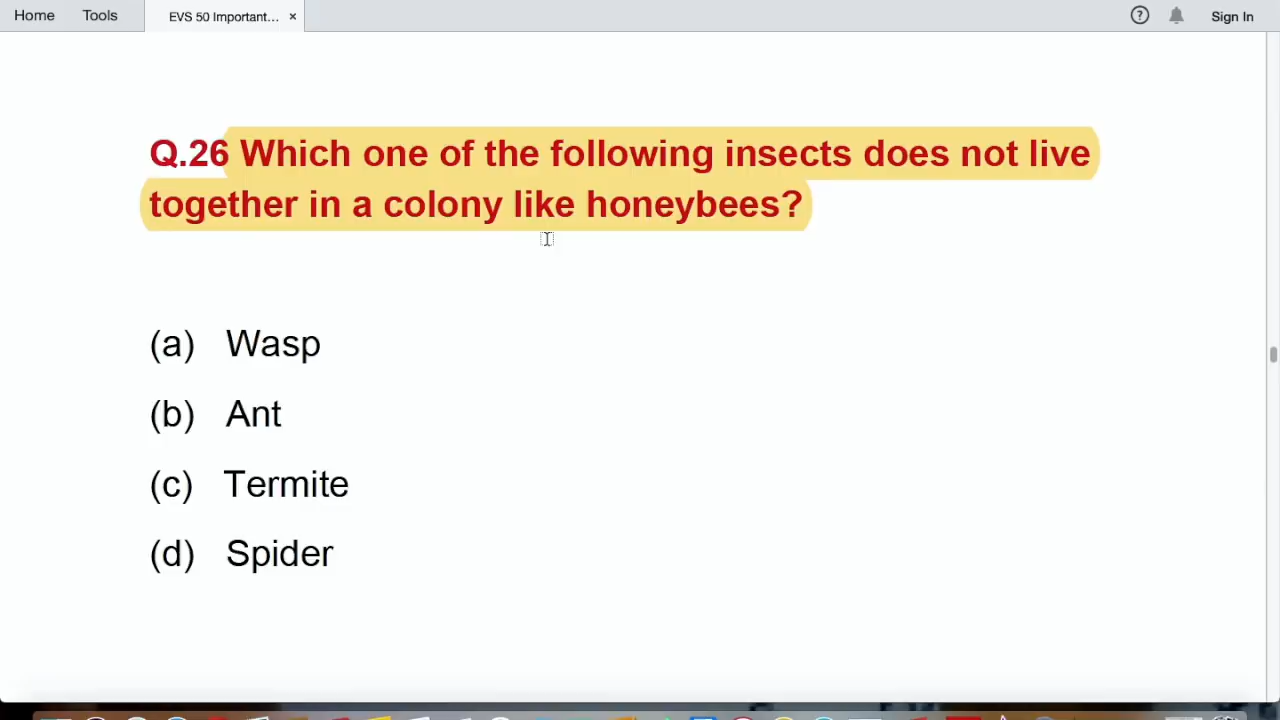 Home Tools EVS 50 Important... × Sign In
Q.26 Which one of the following insects does not live
together in a colony like honeybees?
(a) Wasp
(b) Ant
(c) Termite
(d) Spider